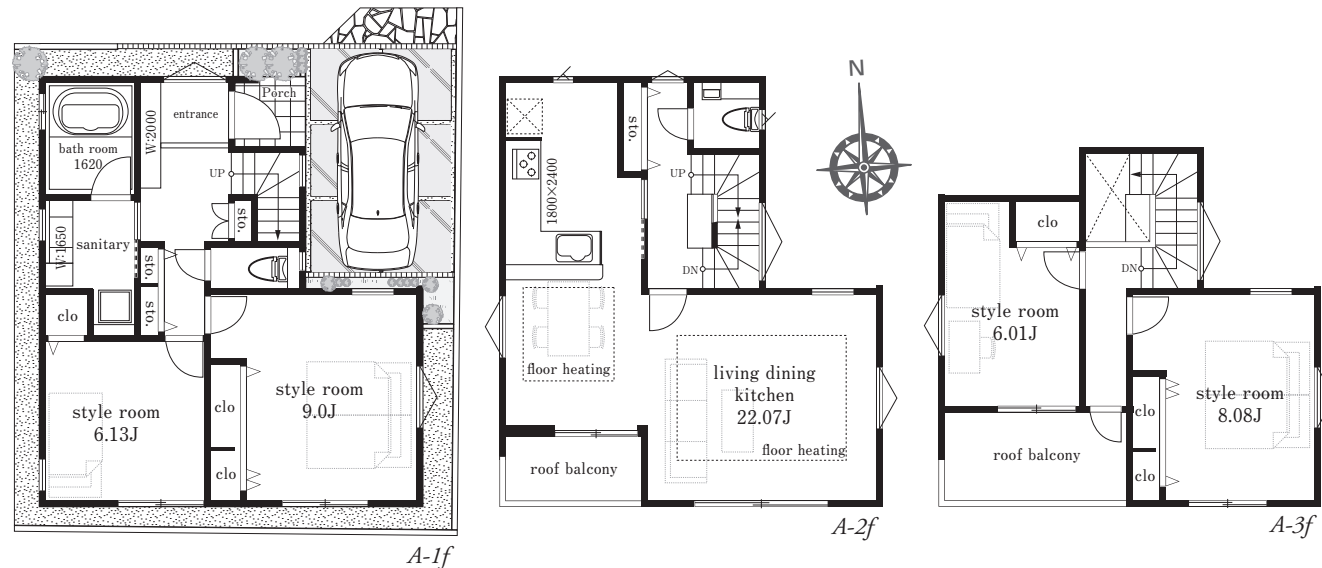 Porch
entrance
W:2000
bath room
1620
UP
sto.
sanitary
W:1650
sto.
sto.
clo
style room
6.13J
clo
clo
style room
9.0J
A-1f
sto.
1800×2400
UP
DN
floor heating
living dining
kitchen
22.07J
floor heating
roof balcony
A-2f
N
clo
DN
style room
6.01J
clo
clo
style room
8.08J
roof balcony
A-3f